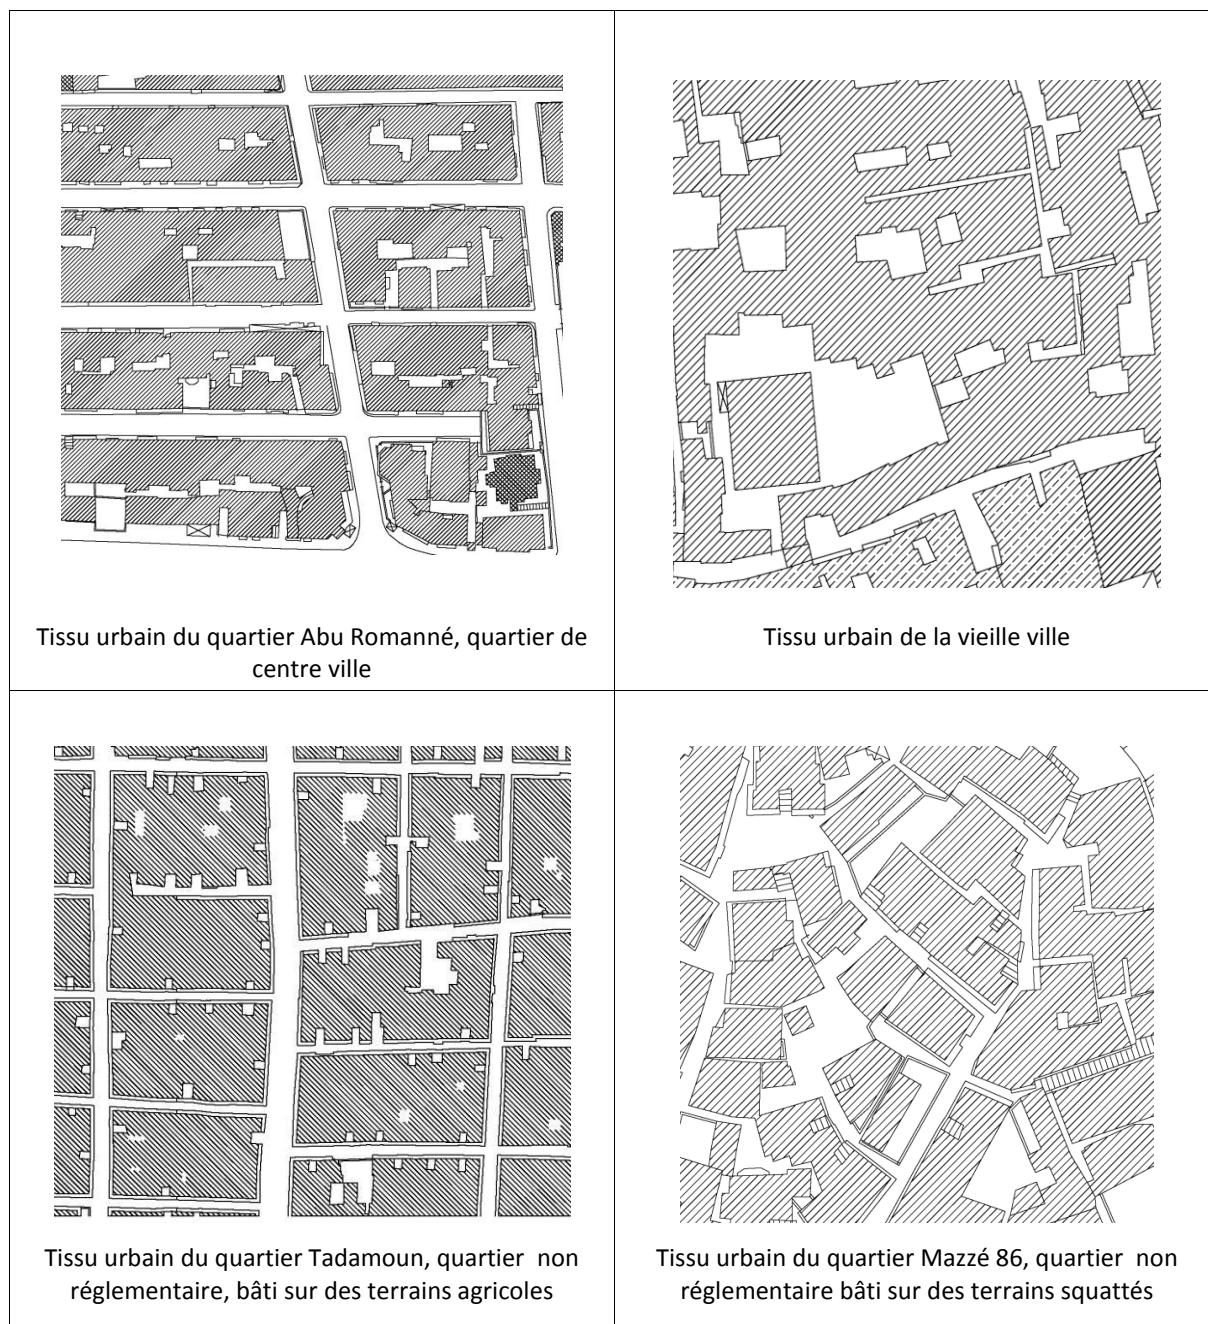 Tissu urbain du quartier Abu Romanné, quartier de
centre ville
Tissu urbain de la vieille ville
Tissu urbain du quartier Tadamoun, quartier non
réglementaire, bâti sur des terrains agricoles
Tissu urbain du quartier Mazzé 86, quartier non
réglementaire bâti sur des terrains squattés